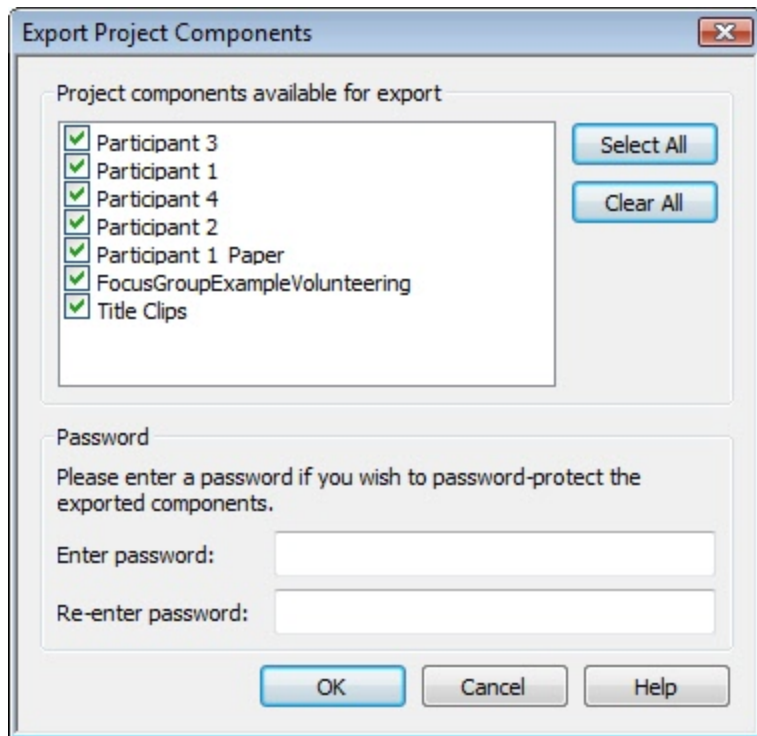 Export Project Components
Project components available for export
Participant 3
Participant 1
Participant 4
Participant 2
Participant 1 Paper
FocusGroupExampleVolunteering
Title Clips
Select All
Clear All
Password
Please enter a password if you wish to password-protect the
exported components.
Enter password:
Re-enter password:
OK
Cancel
Help